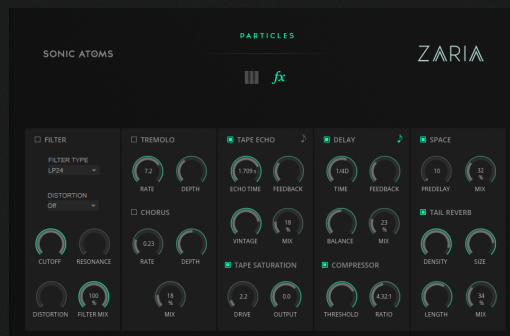 PARTICLES
SONIC ATOMS
ZARIA
fx
FILTER
FILTER TYPE
LP24
DISTORTION
Off
CUTOFF RESONANCE
100 %
DISTORTION FILTER MIX
TREMOLO
7.2
RATE DEPTH
CHORUS
0.23
RATE DEPTH
18 %
MIX
TAPE ECHO
1.709 s
ECHO TIME FEEDBACK
18 %
VINTAGE MIX
TAPE SATURATION
2.2 0.0
DRIVE OUTPUT
DELAY
1/4D
TIME FEEDBACK
23 %
BALANCE MIX
COMPRESSOR
4.32:1
THRESHOLD RATIO
SPACE
10 32 %
PREDELAY MIX
TAIL REVERB
DENSITY SIZE
34 %
LENGTH MIX